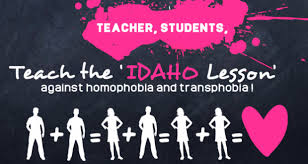 TEACHER, STUDENTS,
Teach the 'IDAHO Lesson'
against homophobia and transphobia!
+ = + = + =